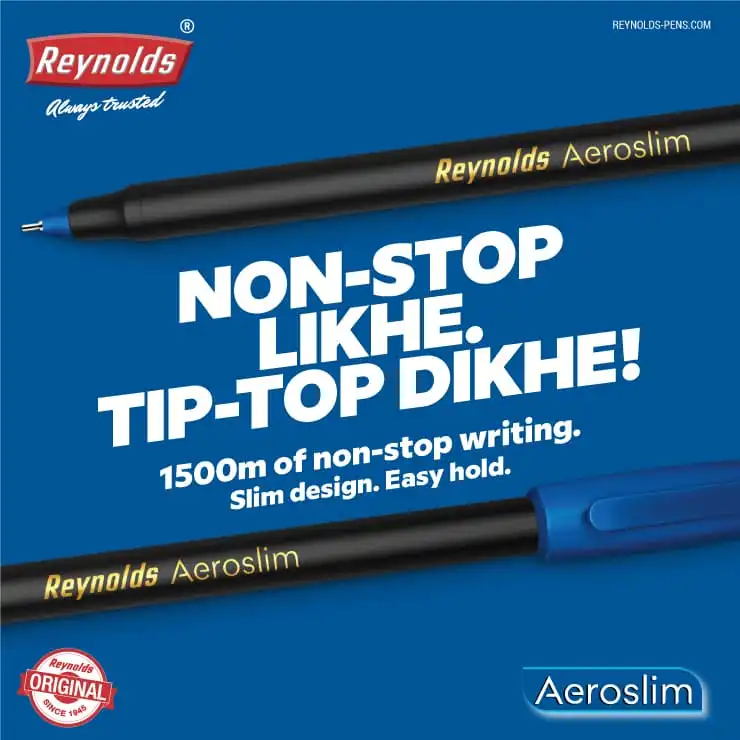 Reynolds®
Always trusted
REYNOLDS-PENS.COM
Reynolds Aeroslim
NON-STOP
LIKHE.
TIP-TOP DIKHE!
1500m of non-stop writing.
Slim design. Easy hold.
Reynolds Aeroslim
Reynolds
ORIGINAL
SINCE 1945
Aeroslim